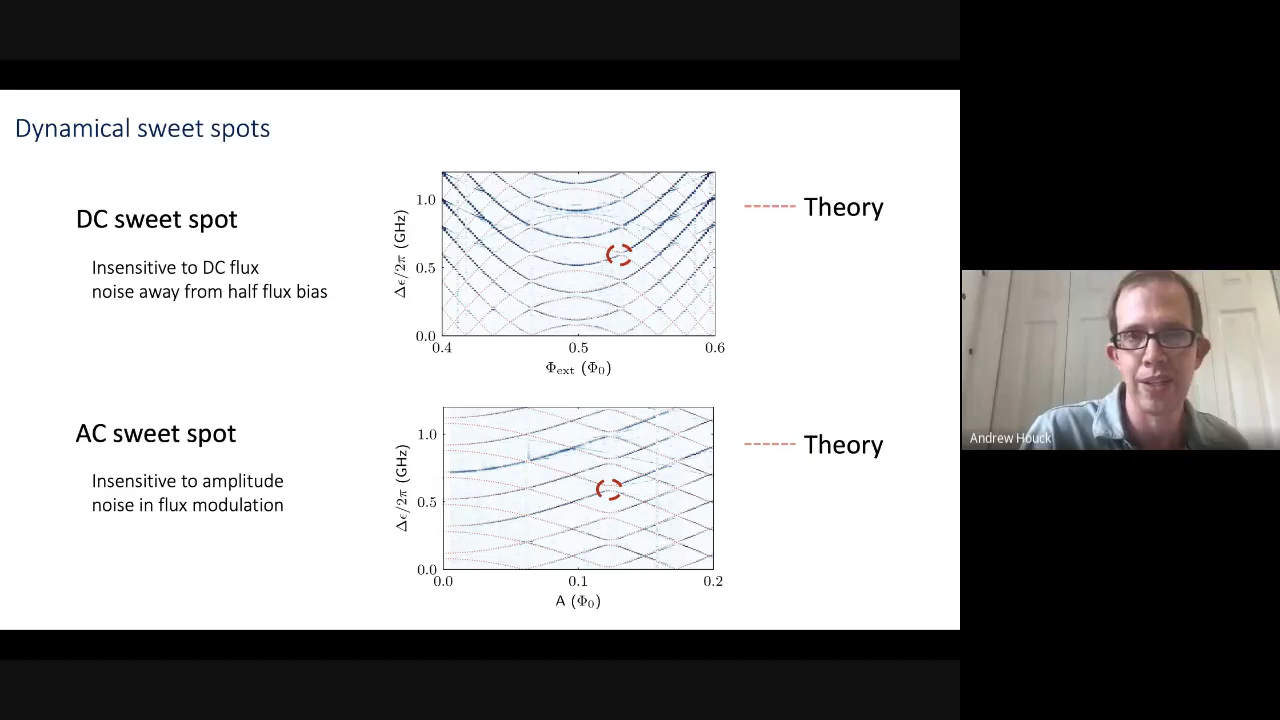 Dynamical sweet spots
DC sweet spot
Insensitive to DC flux
noise away from half flux bias
Δϵ/2π (GHz)
1.0
0.5
0.0
0.4
0.5
0.6
Φext (Φ0)
Theory
AC sweet spot
Insensitive to amplitude
noise in flux modulation
Δϵ/2π (GHz)
1.0
0.5
0.0
0.0
0.1
0.2
A (Φ0)
Theory
Andrew Houck